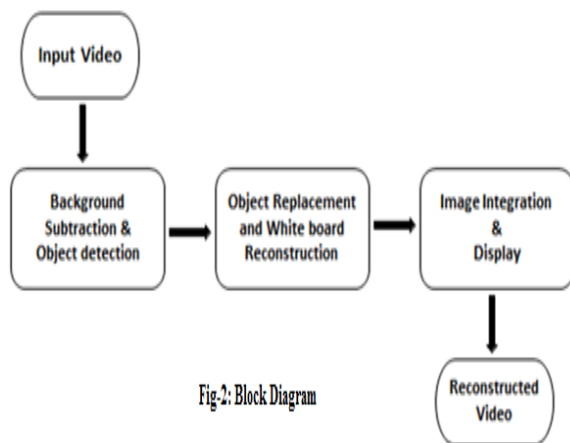 Input Video
Background
Subtraction &
Object detection
Object Replacement
and White board
Reconstruction
Image Integration
&
Display
Reconstructed
Video
Fig-2: Block Diagram